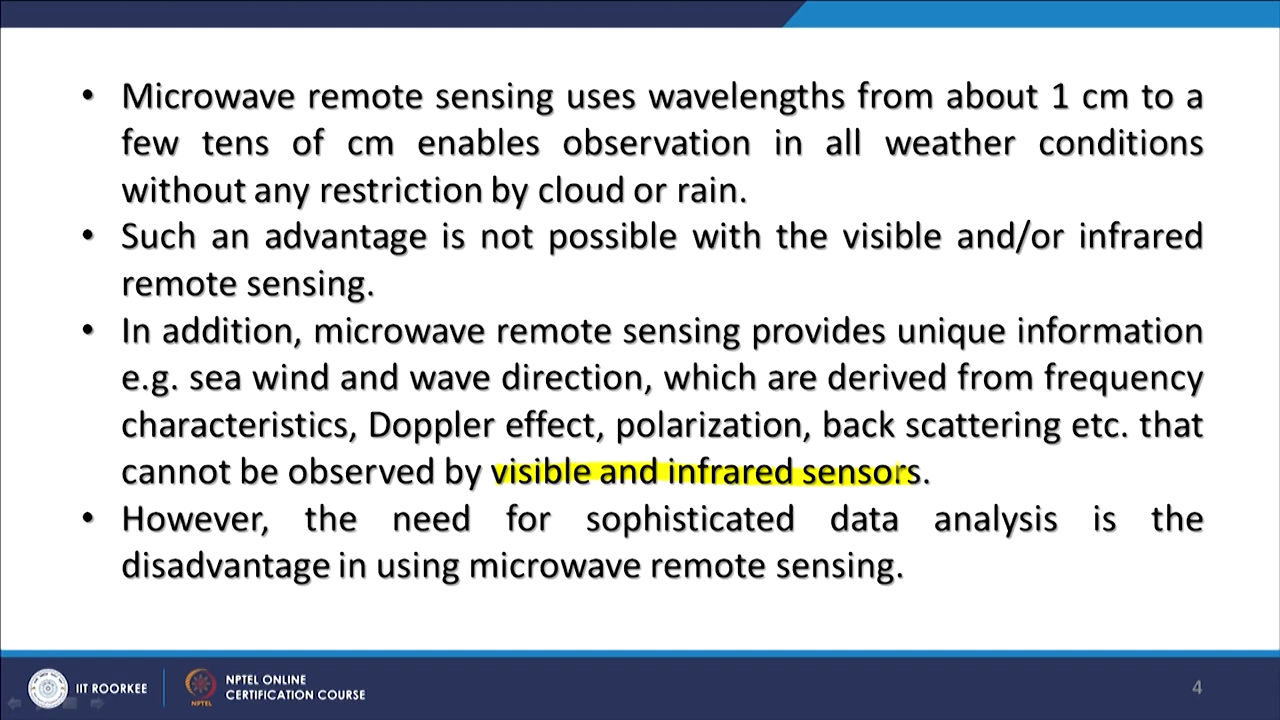 • Microwave remote sensing uses wavelengths from about 1 cm to a
few tens of cm enables observation in all weather conditions
without any restriction by cloud or rain.
• Such an advantage is not possible with the visible and/or infrared
remote sensing.
• In addition, microwave remote sensing provides unique information
e.g. sea wind and wave direction, which are derived from frequency
characteristics, Doppler effect, polarization, back scattering etc. that
cannot be observed by visible and infrared sensors.
• However, the need for sophisticated data analysis is the
disadvantage in using microwave remote sensing.
IIT ROORKEE
NPTEL
NPTEL ONLINE
CERTIFICATION COURSE
4